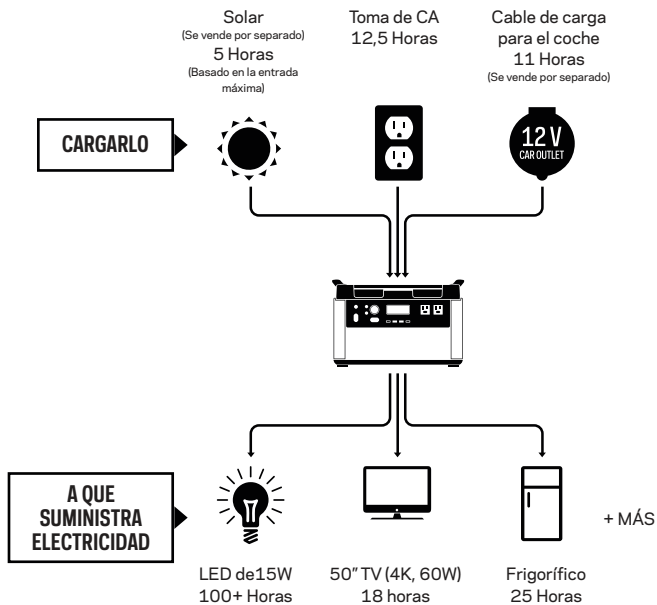 Solar
(Se vende por separado)
5 Horas
(Basado en la entrada
máxima)
Toma de CA
12,5 Horas
Cable de carga
para el coche
11 Horas
(Se vende por separado)
CARGARLO
12 V
CAR OUTLET
A QUE
SUMINISTRA
ELECTRICIDAD
+ MÁS
LED de15W
100+ Horas
50” TV (4K, 60W)
18 horas
Frigorífico
25 Horas